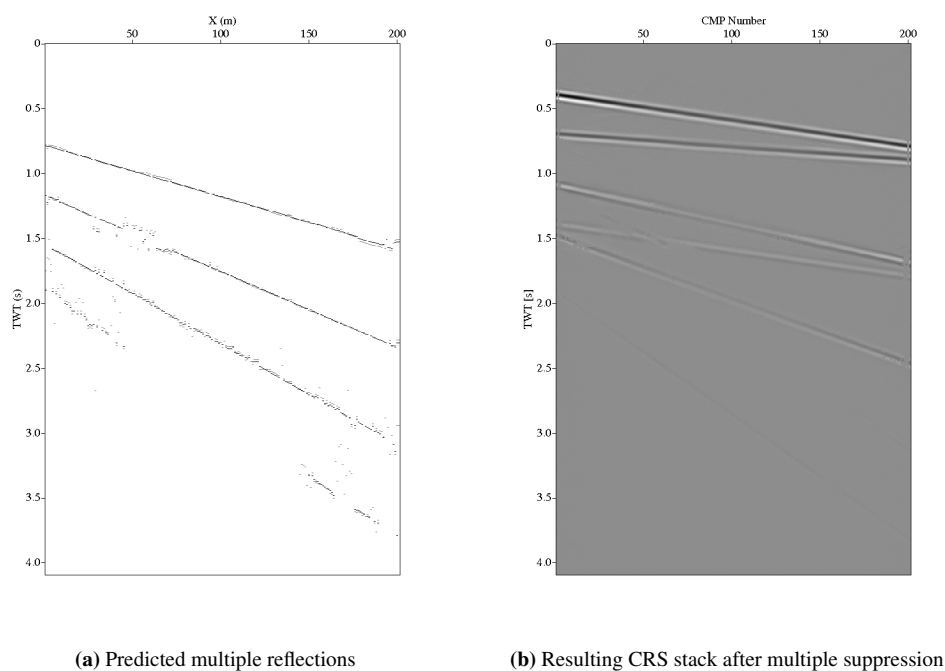 X (m)
50 100 150 200
0
0.5
1.0
1.5
2.0
2.5
3.0
3.5
4.0
TWT (s)
CMP Number
50 100 150 200
0
0.5
1.0
1.5
2.0
2.5
3.0
3.5
4.0
TWT [s]
(a) Predicted multiple reflections
(b) Resulting CRS stack after multiple suppression